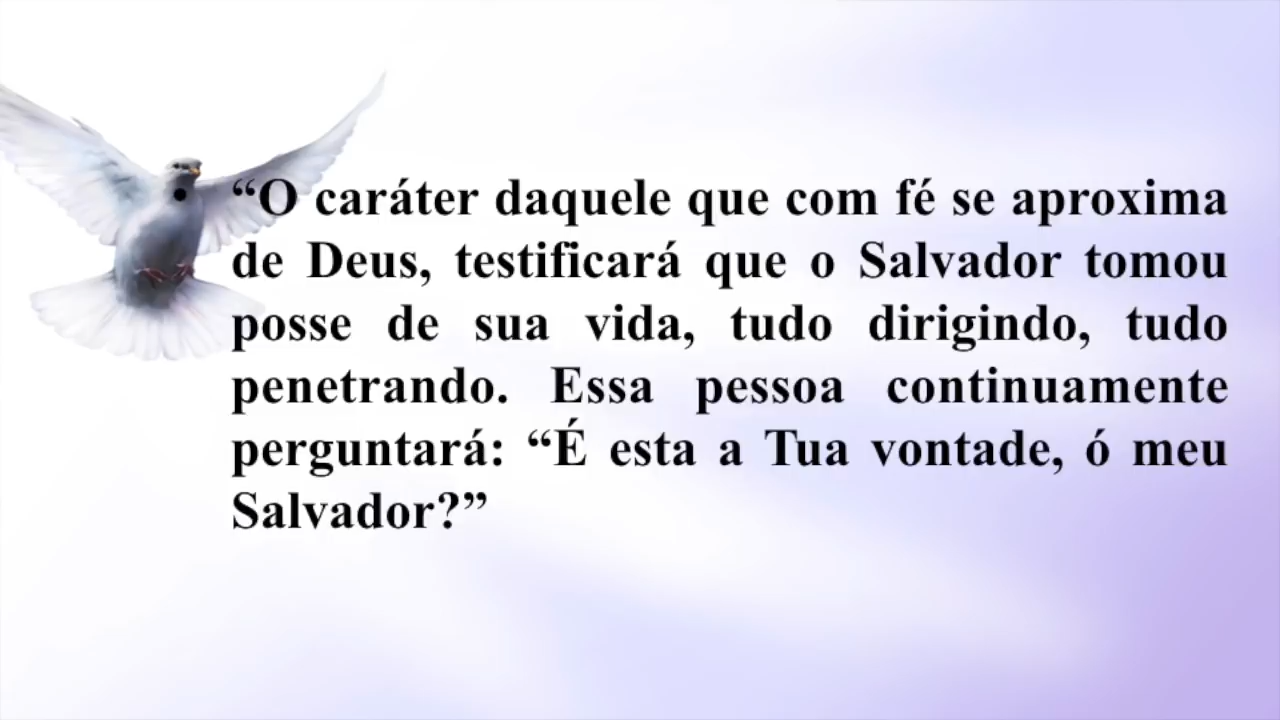 • “O caráter daquele que com fé se aproxima
de Deus, testificará que o Salvador tomou
posse de sua vida, tudo dirigindo, tudo
penetrando. Essa pessoa continuamente
perguntará: “É esta a Tua vontade, ó meu
Salvador?”